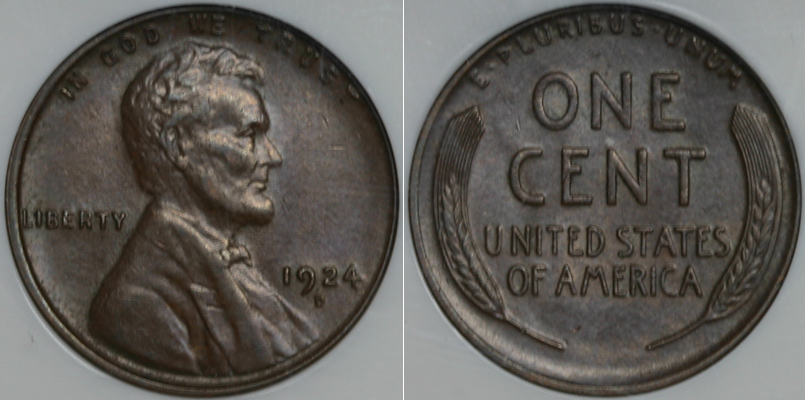 IN GOD WE TRUST
LIBERTY
1924
E·PLURIBUS·UNUM
ONE
CENT
UNITED STATES
OF AMERICA